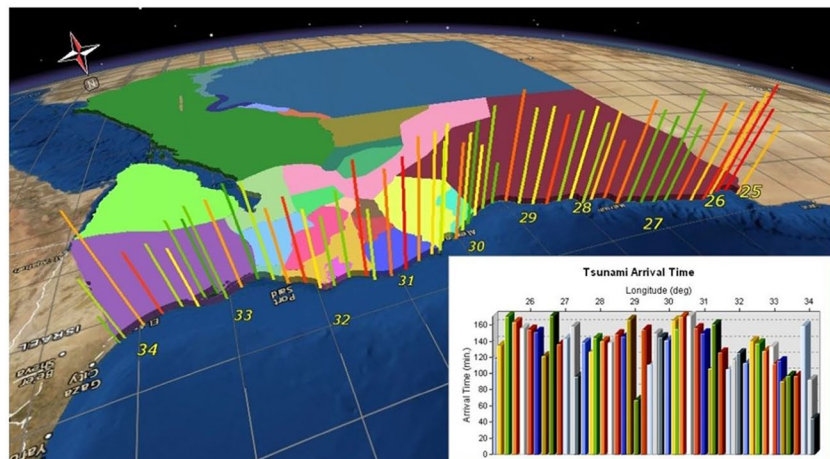 N
25
26
27
28
29
30
31
32
33
34
Port
Said
ISRAEL
Gaza
City
Beer
Sheva
Tsunami Arrival Time
Longitude (deg)
26 27 28 29 30 31 32 33 34
Arrival Time (min.)
160
140
120
100
80
60
40
20
0